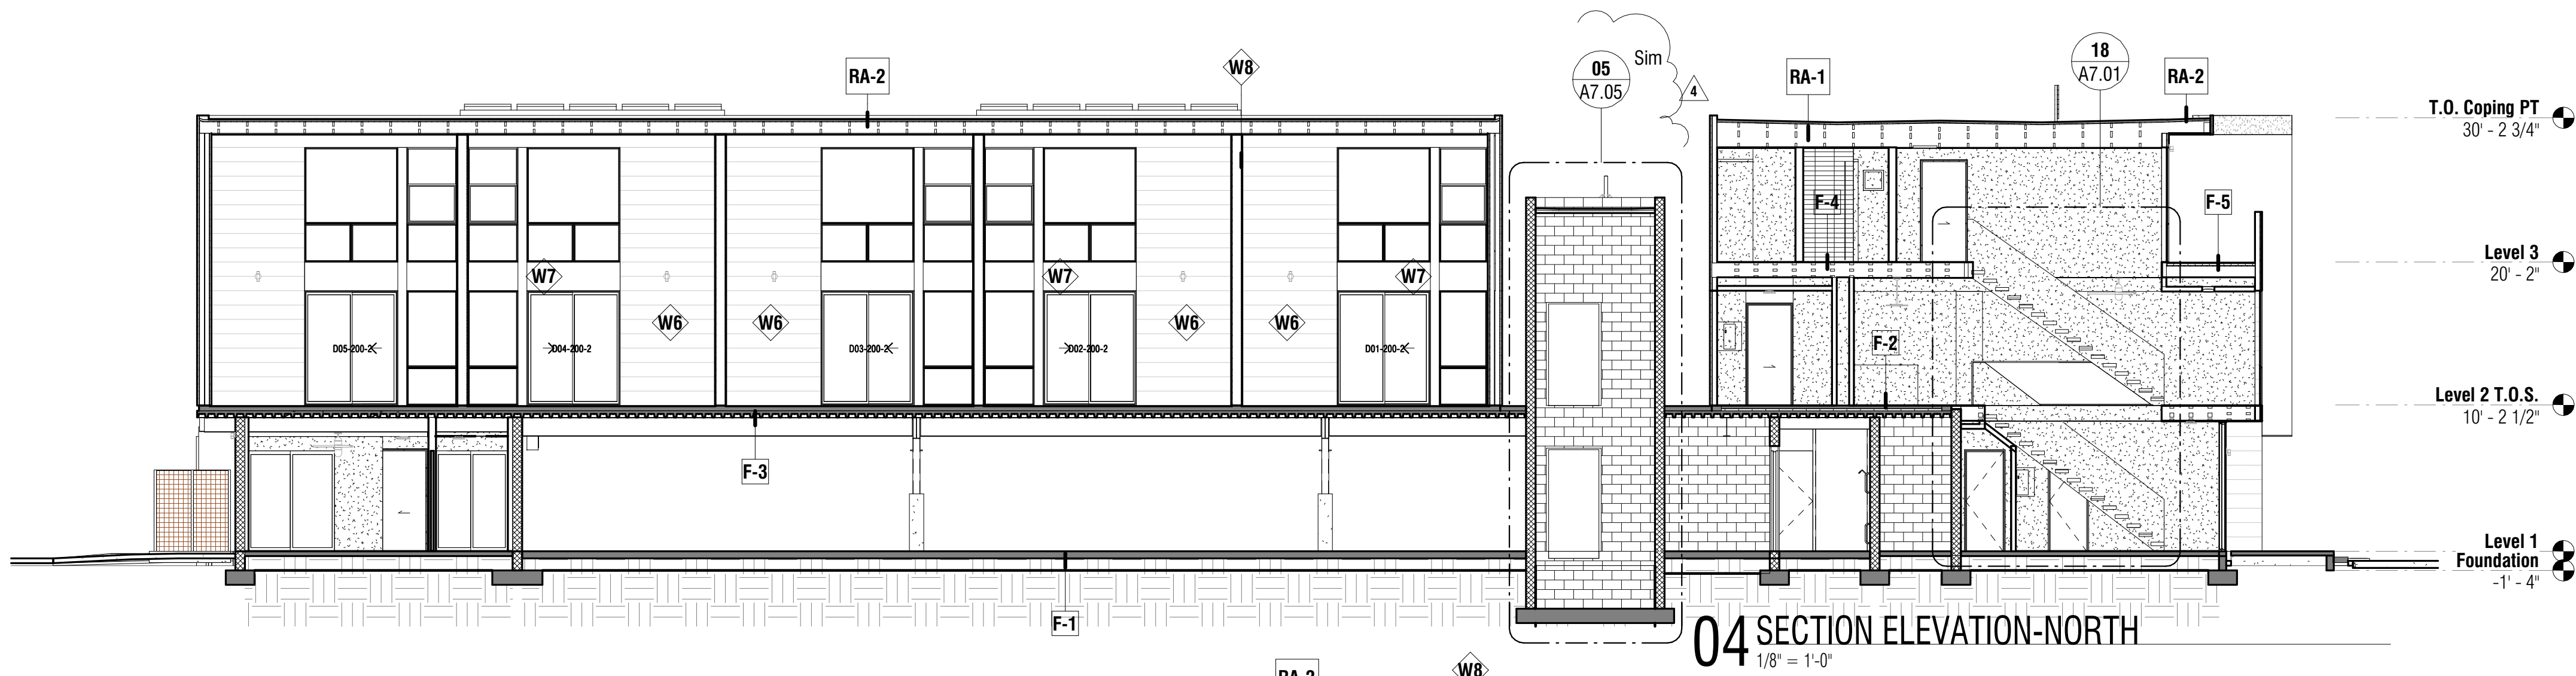 Sim
05
A7.05
4
18
A7.01
RA-2
W8
RA-1
RA-2
T.O. Coping PT
30' - 2 3/4"
F-4
F-5
Level 3
20' - 2"
W7
W7
W7
W6
W6
W6
W6
D05-200-2
D04-200-2
D03-200-2
D02-200-2
D01-200-2
F-2
Level 2 T.O.S.
10' - 2 1/2"
F-3
Level 1
Foundation
-1' - 4"
F-1
04 SECTION ELEVATION-NORTH
1/8" = 1'-0"
W8